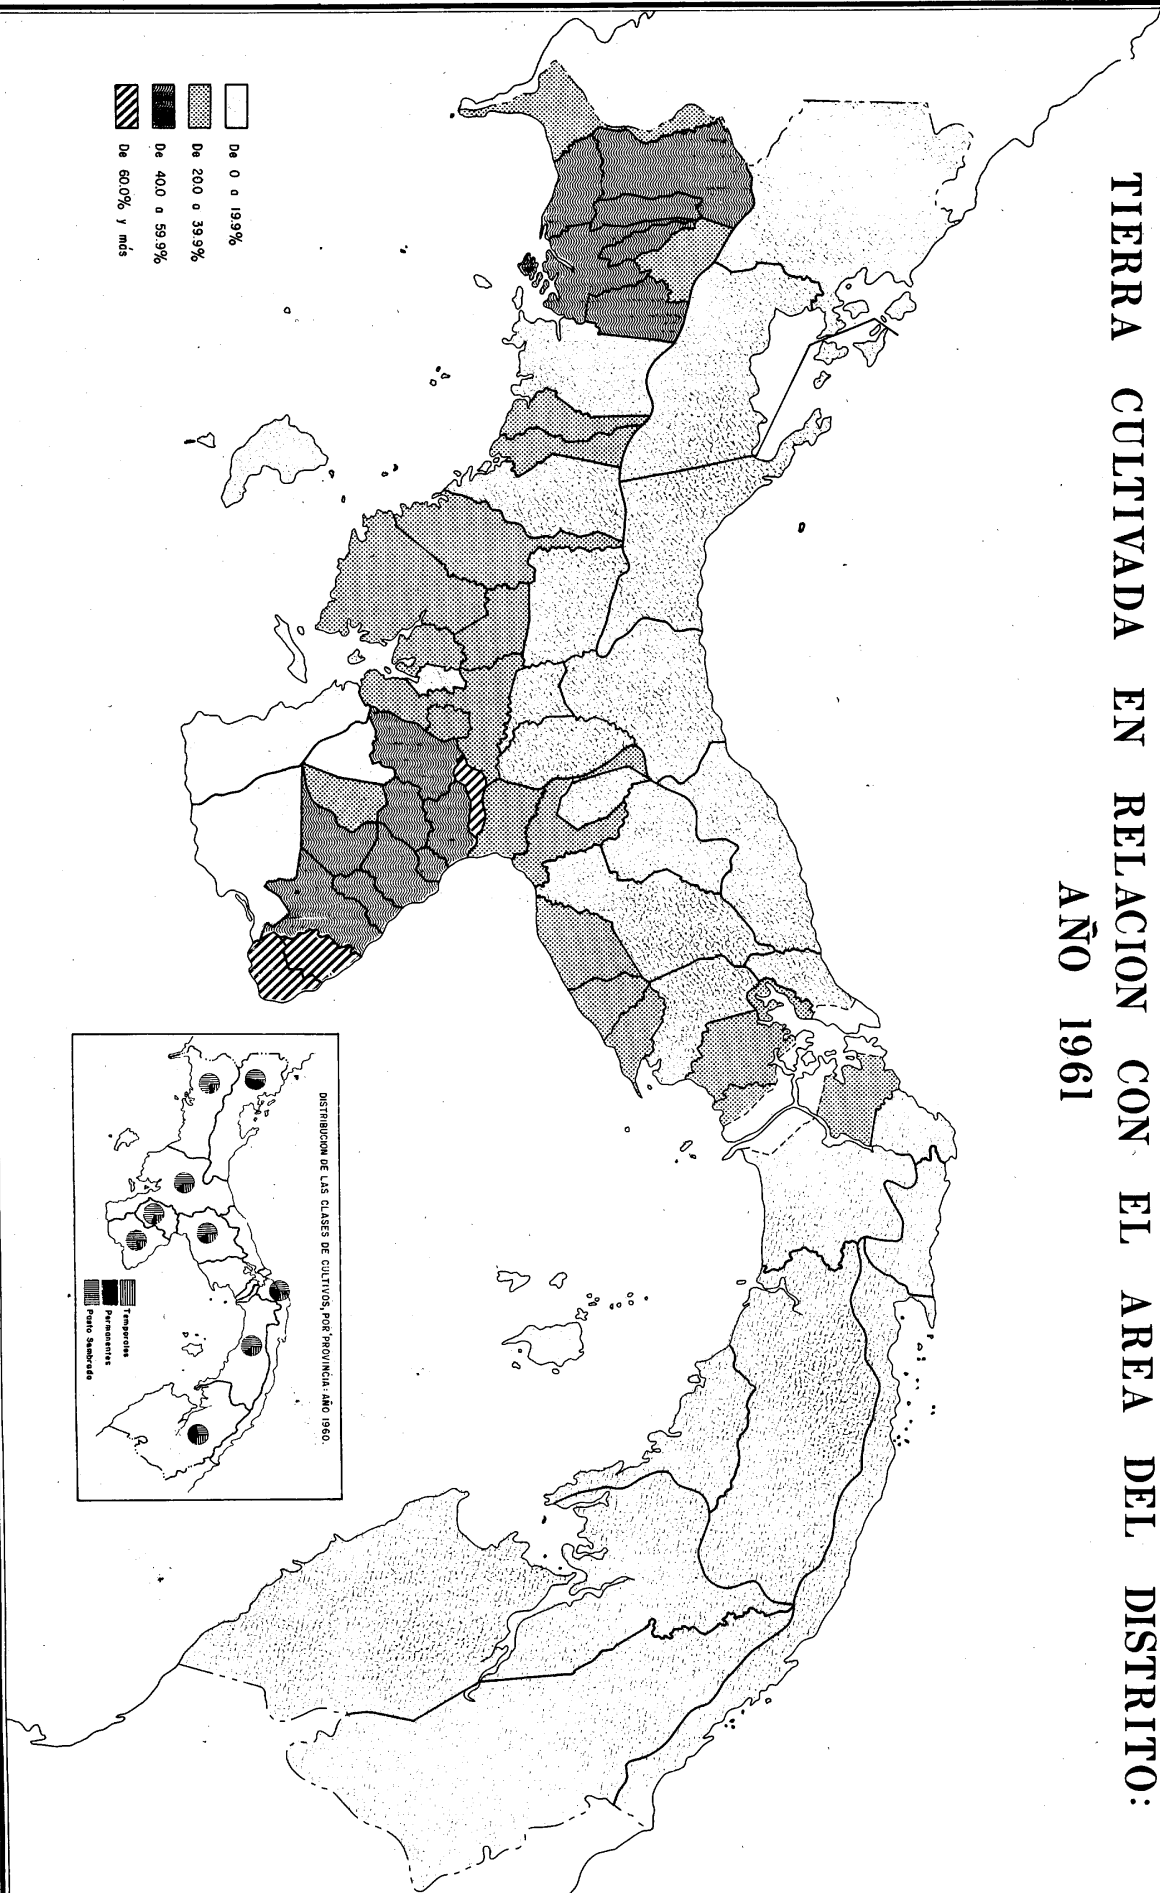 TIERRA CULTIVADA EN RELACION CON EL AREA DEL DISTRITO:
AÑO 1961
De 0 a 19.9%
De 20.0 a 39.9%
De 40.0 a 59.9%
De 60.0% y más
DISTRIBUCION DE LAS CLASES DE CULTIVOS, POR PROVINCIA: AÑO 1960.
Temporales
Permanentes
Pasto Sembrado